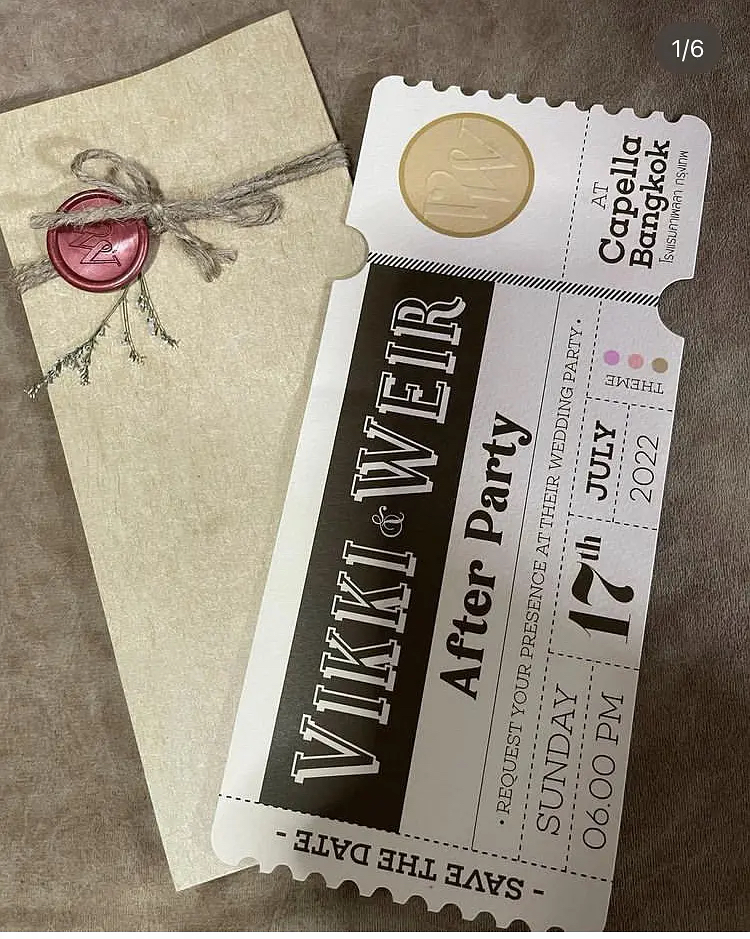 1/6
AT
Capella
Bangkok
โรงแรมคาเพลลา กรุงเทพ
VIKKI & WEIR
After Party
• REQUEST YOUR PRESENCE AT THEIR WEDDING PARTY •
THEME
SUNDAY
17th
JULY
06.00 PM
2022
- SAVE THE DATE -